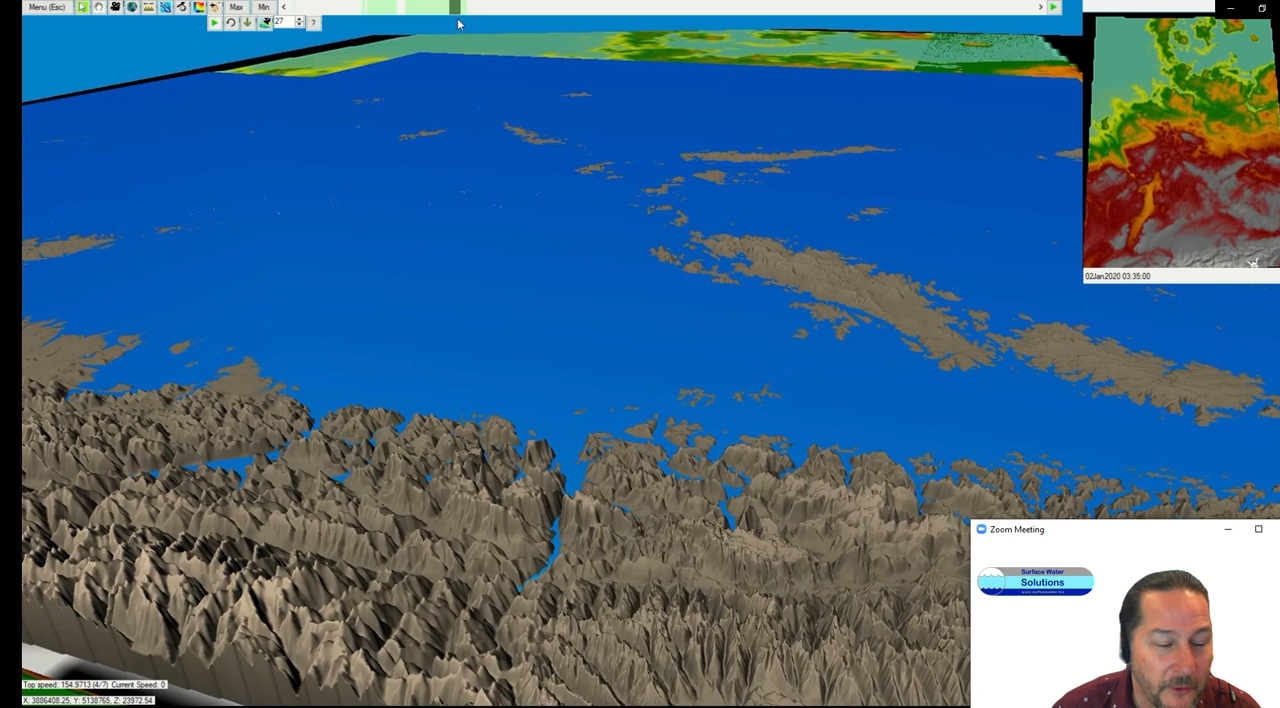 Menu (Esc)
Max
Min
27
?
02Jan2020 03:35:00
Zoom Meeting
Surface Water
Solutions
Top speed: 154.9713 (4/7) Current Speed: 0
X: 3886408.25, Y: 5138765, Z: 23972.54